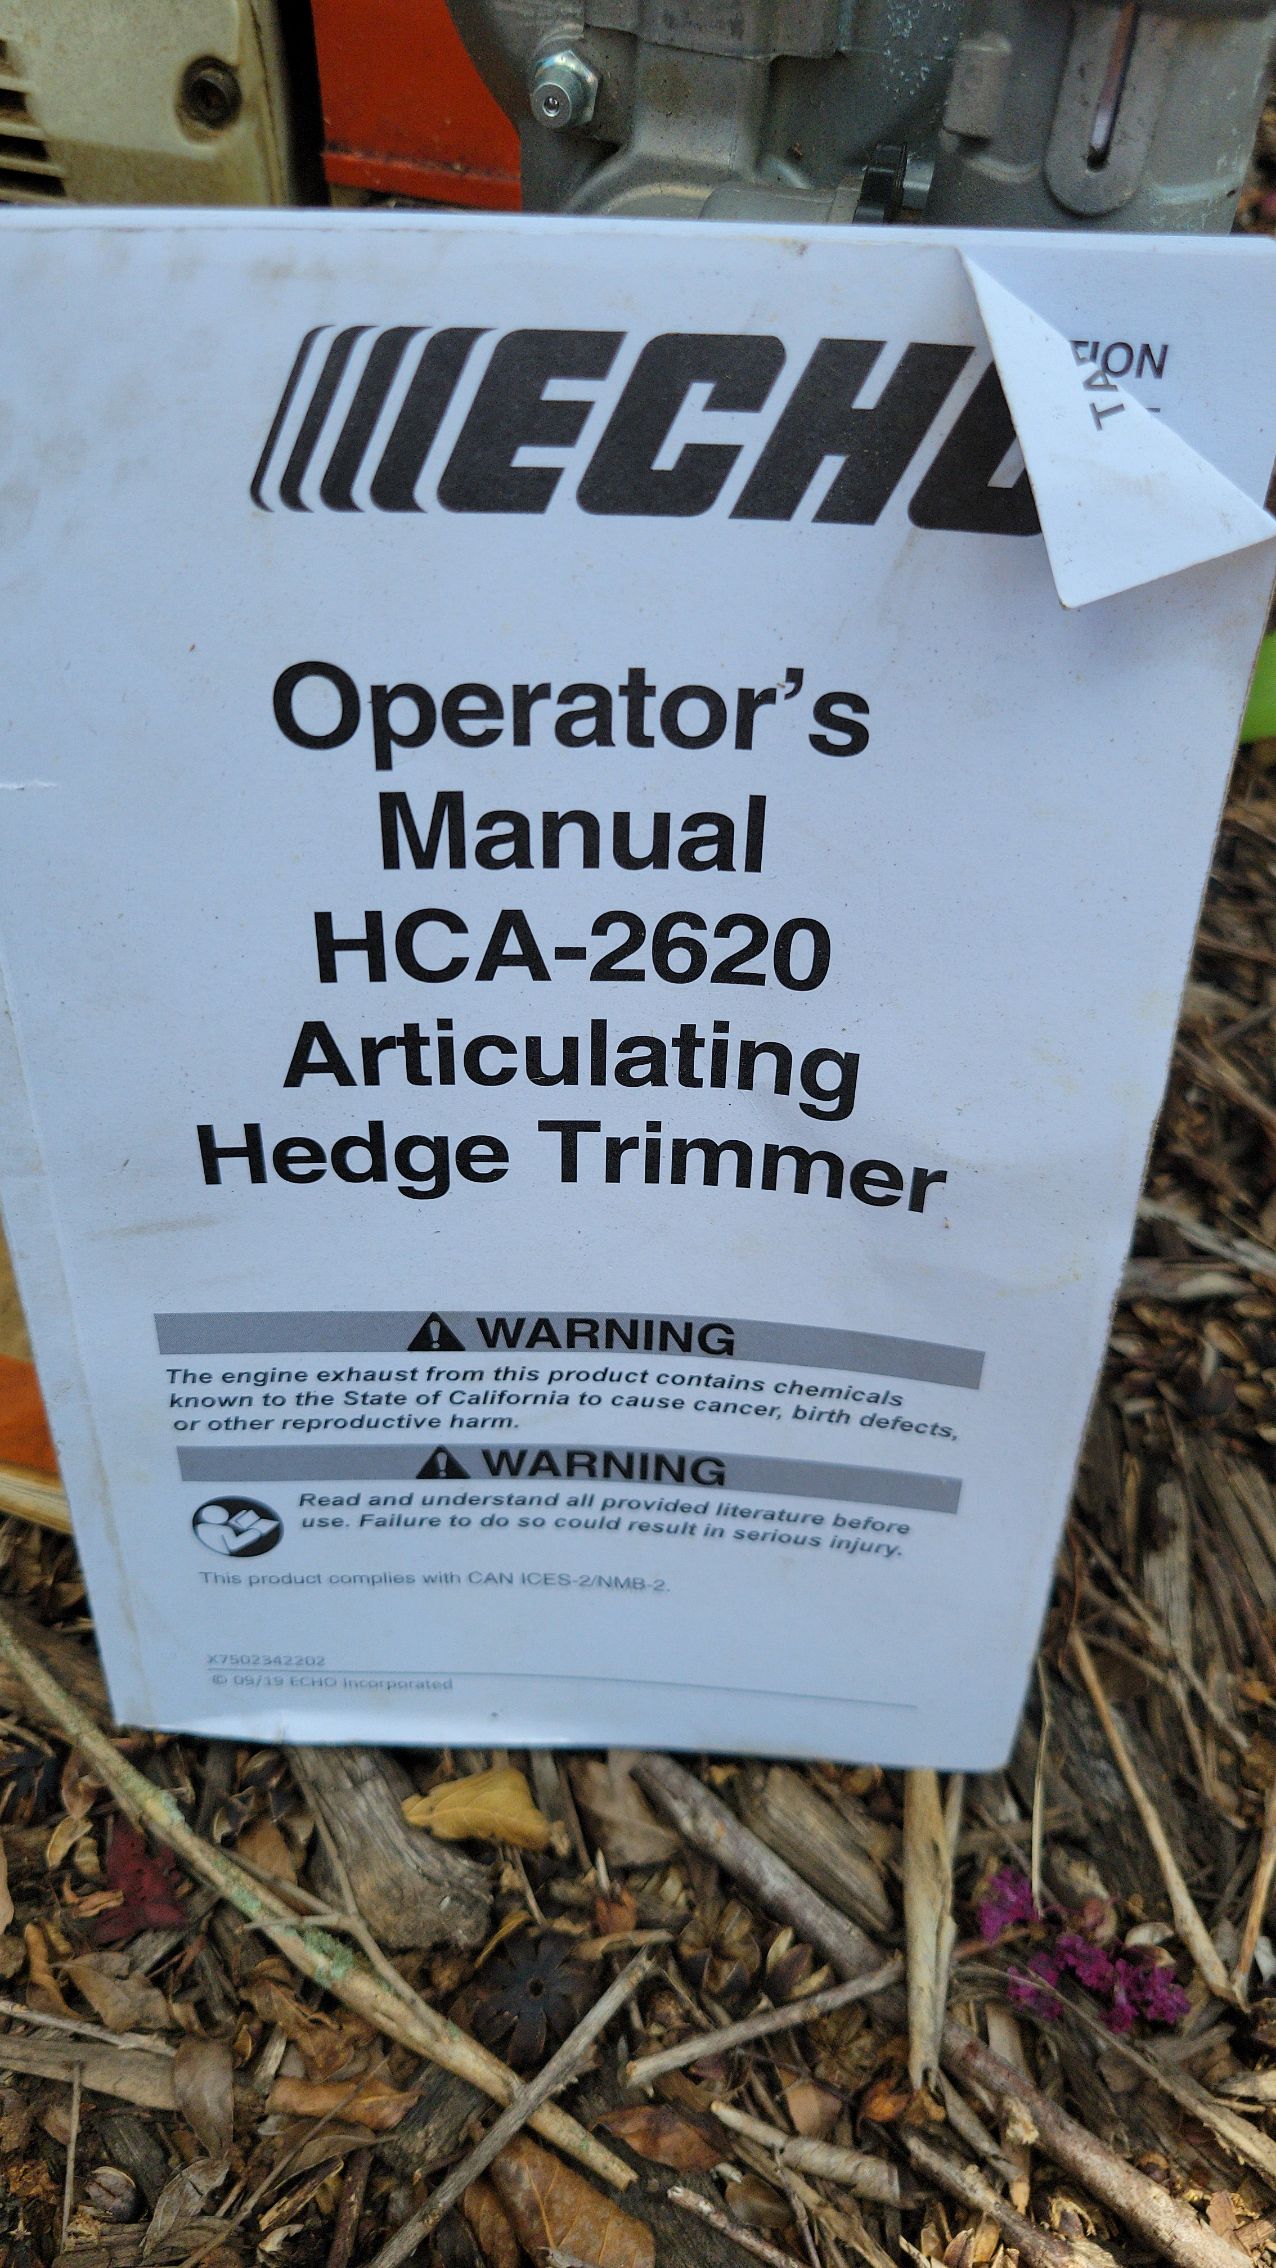 ECHO
TION
TA
Operator's
Manual
HCA-2620
Articulating
Hedge Trimmer
WARNING
The engine exhaust from this product contains chemicals
known to the State of California to cause cancer, birth defects,
or other reproductive harm.
WARNING
Read and understand all provided literature before
use. Failure to do so could result in serious injury.
This product complies with CAN ICES-2/NMB-2.
X7502342202
© 09/19 ECHO Incorporated